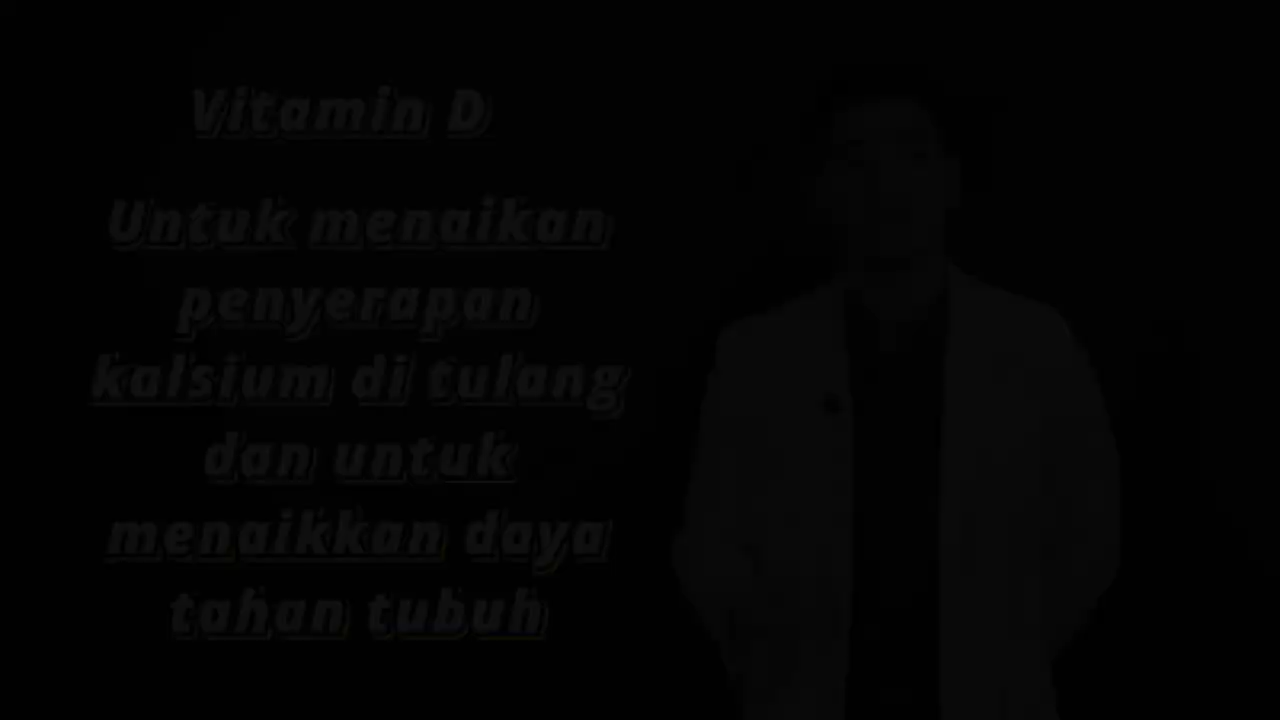 Vitamin D
Untuk menaikan
penyerapan
kalsium di tulang
dan untuk
menaikkan daya
tahan tubuh